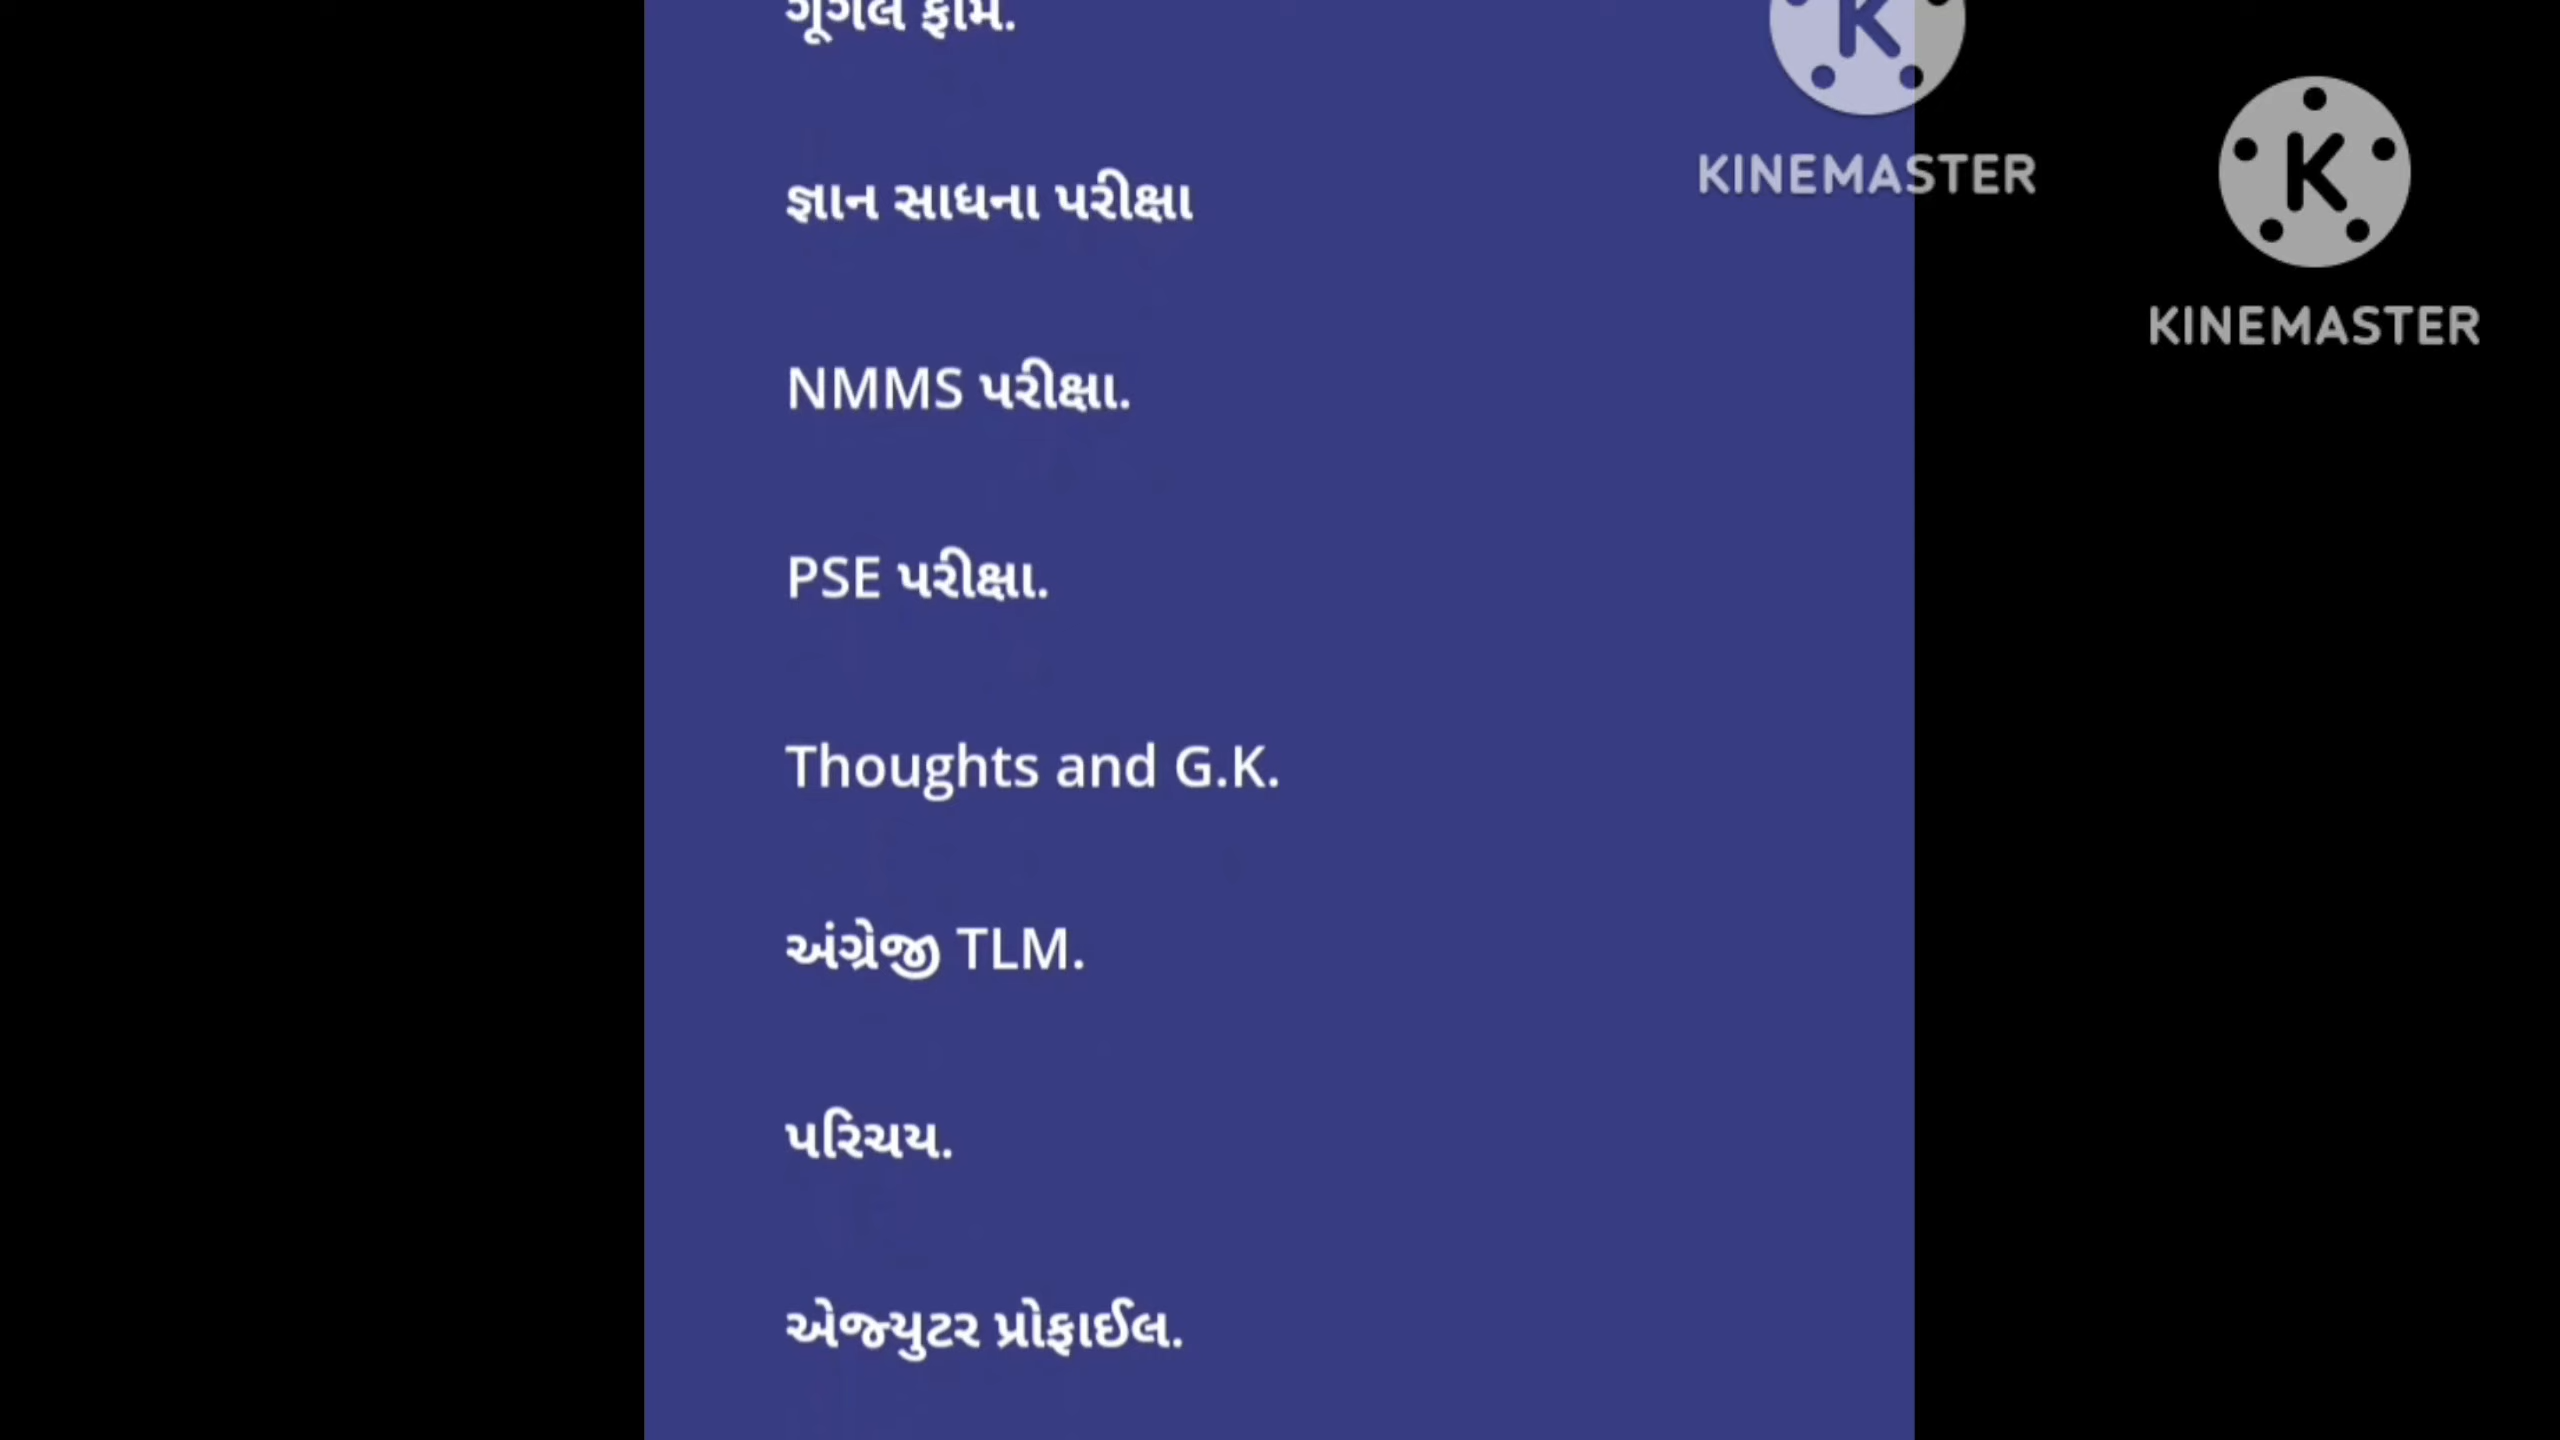 ગૂગલ ફોર્મ.
જ્ઞાન સાધના પરીક્ષા
NMMS પરીક્ષા.
PSE પરીક્ષા.
Thoughts and G.K.
અંગ્રેજી TLM.
પરિચય.
એજ્યુટર પ્રોફાઈલ.
KINEMASTER
KINEMASTER